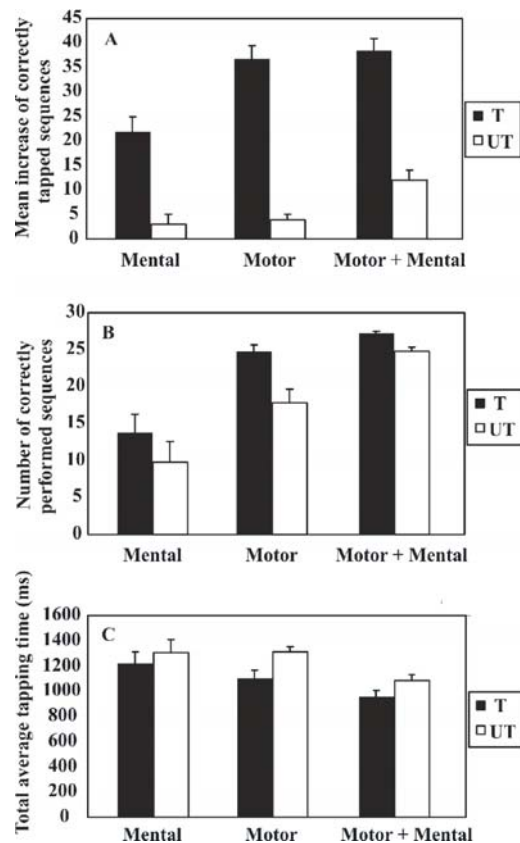 Mean increase of correctly
tapped sequences
45
40
35
30
25
20
15
10
5
0
A
T
UT
Mental Motor Motor + Mental
Number of correctly
performed sequences
30
25
20
15
10
5
0
B
T
UT
Mental Motor Motor + Mental
Total average tapping time (ms)
1600
1400
1200
1000
800
600
400
200
0
C
T
UT
Mental Motor Motor + Mental